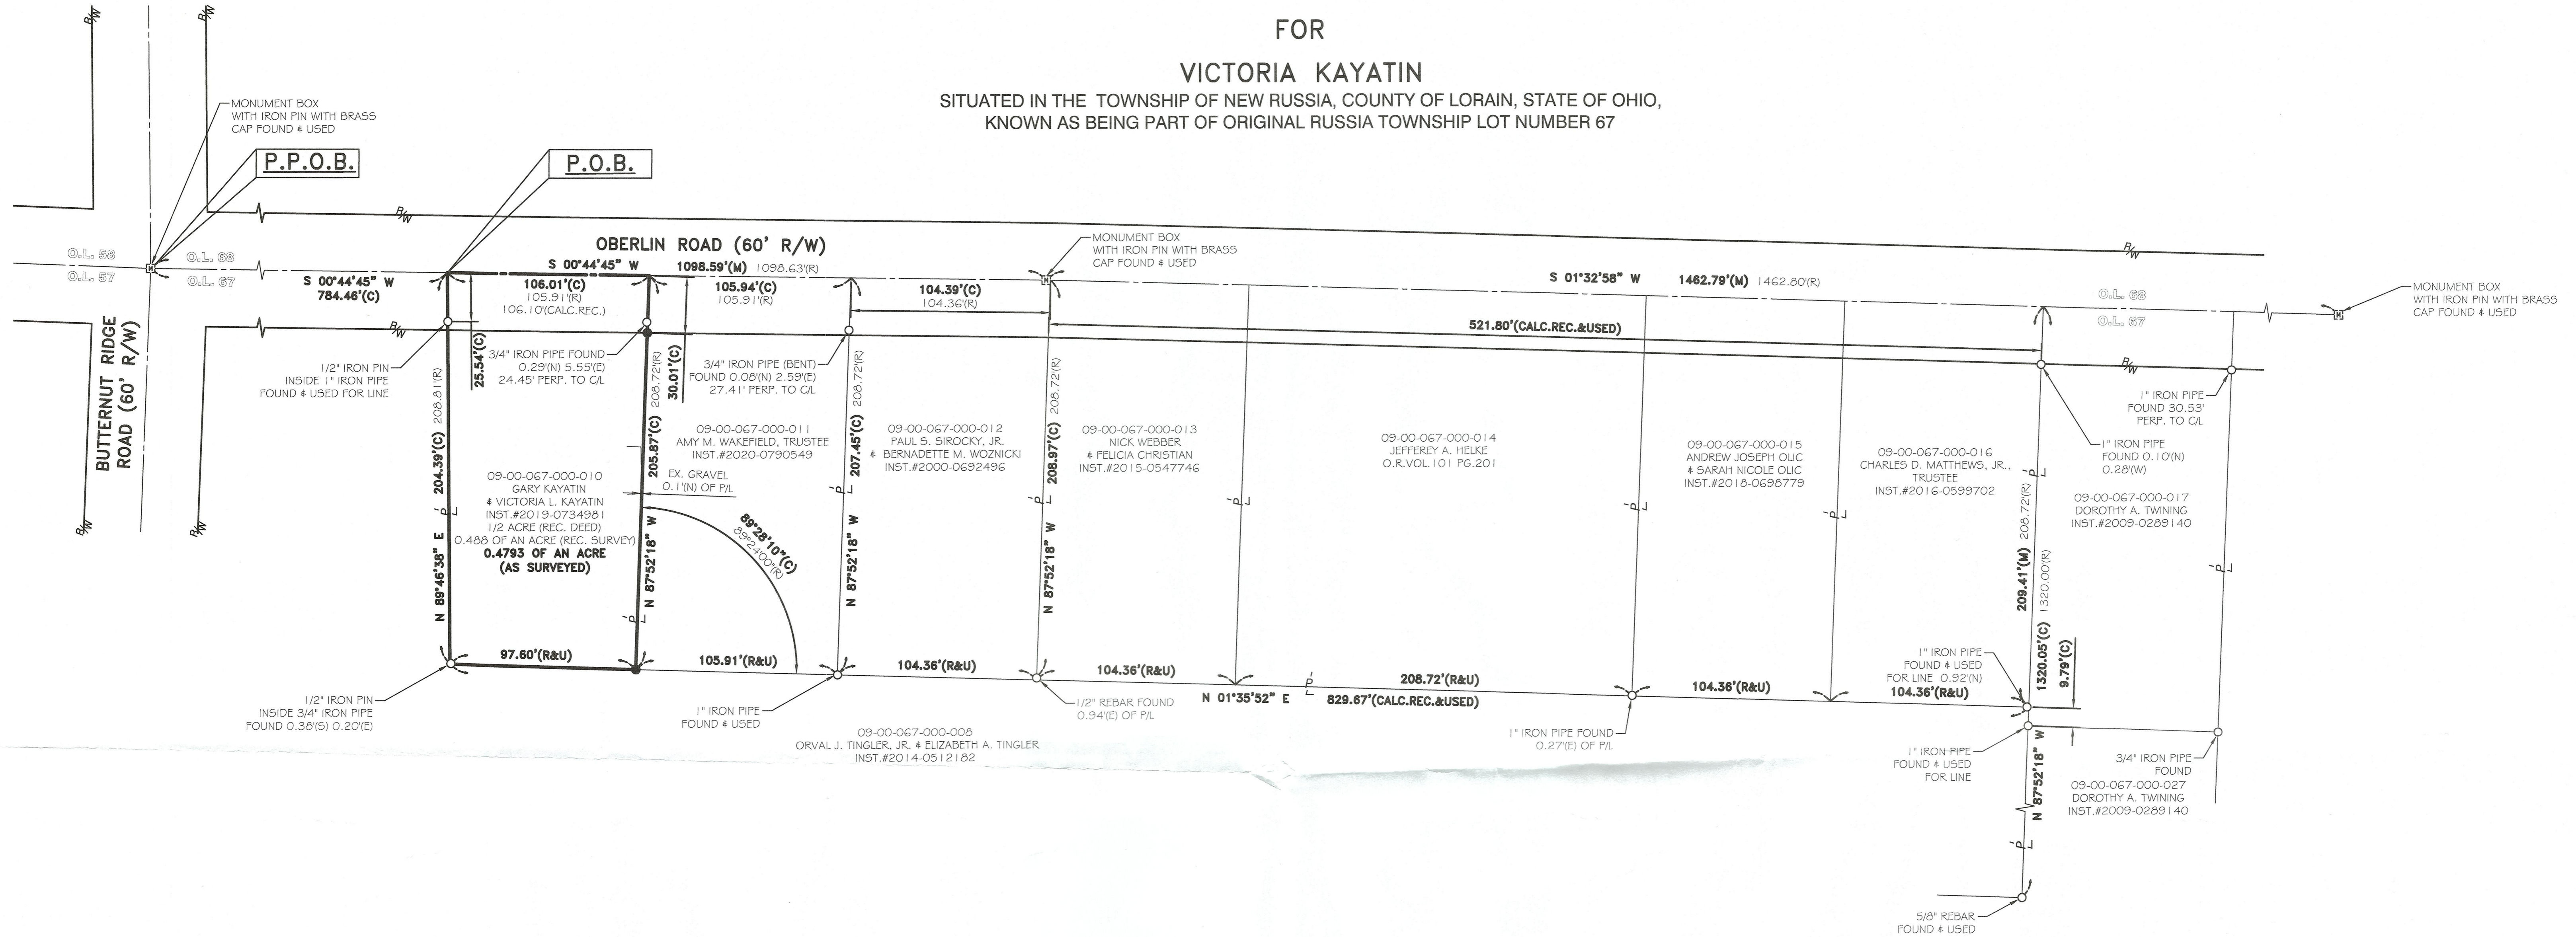 FOR
VICTORIA KAYATIN
SITUATED IN THE TOWNSHIP OF NEW RUSSIA, COUNTY OF LORAIN, STATE OF OHIO,
KNOWN AS BEING PART OF ORIGINAL RUSSIA TOWNSHIP LOT NUMBER 67
R/W
R/W
MONUMENT BOX
WITH IRON PIN WITH BRASS
CAP FOUND & USED
P.P.O.B.
P.O.B.
R/W
O.L. 58
O.L. 57
O.L. 68
O.L. 67
OBERLIN ROAD (60' R/W)
S 00°44'45" W
784.46'(C)
S 00°44'45" W
1098.59'(M) 1098.63'(R)
106.01'(C)
105.91'(R)
106.10'(CALC.REC.)
105.94'(C)
105.91'(R)
104.39'(C)
104.36'(R)
MONUMENT BOX
WITH IRON PIN WITH BRASS
CAP FOUND & USED
S 01°32'58" W
1462.79'(M) 1462.80'(R)
R/W
O.L. 68
O.L. 67
MONUMENT BOX
WITH IRON PIN WITH BRASS
CAP FOUND & USED
521.80'(CALC.REC.&USED)
R/W
R/W
BUTTERNUT RIDGE
ROAD (60' R/W)
R/W
R/W
1/2" IRON PIN
INSIDE 1" IRON PIPE
FOUND & USED FOR LINE
25.54'(C)
3/4" IRON PIPE FOUND
0.29'(N) 5.55'(E)
24.45' PERP. TO C/L
30.01'(C)
3/4" IRON PIPE (BENT)
FOUND 0.08'(N) 2.59'(E)
27.41' PERP. TO C/L
1" IRON PIPE
FOUND 30.53'
PERP. TO C/L
1" IRON PIPE
FOUND 0.10'(N)
0.28'(W)
N 89°46'38" E 204.39'(C) 208.81'(R)
09-00-067-000-010
GARY KAYATIN
& VICTORIA L. KAYATIN
INST.#2019-0734981
1/2 ACRE (REC. DEED)
0.488 OF AN ACRE (REC. SURVEY)
0.4793 OF AN ACRE
(AS SURVEYED)
N 87°52'18" W 205.87'(C) 208.72'(R)
09-00-067-000-011
AMY M. WAKEFIELD, TRUSTEE
INST.#2020-0790549
EX. GRAVEL
0.1'(N) OF P/L
89°28'10"(C)
89°24'00"(R)
N 87°52'18" W 207.45'(C) 208.72'(R)
09-00-067-000-012
PAUL S. SIROCKY, JR.
& BERNADETTE M. WOZNICKI
INST.#2000-0692496
N 87°52'18" W 208.97'(C) 208.72'(R)
09-00-067-000-013
NICK WEBBER
& FELICIA CHRISTIAN
INST.#2015-0547746
09-00-067-000-014
JEFFEREY A. HELKE
O.R.VOL.101 PG.201
09-00-067-000-015
ANDREW JOSEPH OLIC
& SARAH NICOLE OLIC
INST.#2018-0698779
09-00-067-000-016
CHARLES D. MATTHEWS, JR.,
TRUSTEE
INST.#2016-0599702
209.41'(M) 208.72'(R)
1320.05'(C) 1320.00'(R)
9.79'(C)
09-00-067-000-017
DOROTHY A. TWINING
INST.#2009-0289140
P/L
P/L
P/L
P/L
P/L
P/L
P/L
P/L
P/L
97.60'(R&U)
105.91'(R&U)
104.36'(R&U)
104.36'(R&U)
208.72'(R&U)
104.36'(R&U)
104.36'(R&U)
N 01°35'52" E
P/L
829.67'(CALC.REC.&USED)
1/2" IRON PIN
INSIDE 3/4" IRON PIPE
FOUND 0.38'(S) 0.20'(E)
1" IRON PIPE
FOUND & USED
1/2" REBAR FOUND
0.94'(E) OF P/L
1" IRON PIPE FOUND
0.27'(E) OF P/L
1" IRON PIPE
FOUND & USED
FOR LINE 0.92'(N)
1" IRON PIPE
FOUND & USED
FOR LINE
09-00-067-000-008
ORVAL J. TINGLER, JR. & ELIZABETH A. TINGLER
INST.#2014-0512182
N 87°52'18" W
P/L
3/4" IRON PIPE
FOUND
09-00-067-000-027
DOROTHY A. TWINING
INST.#2009-0289140
5/8" REBAR
FOUND & USED